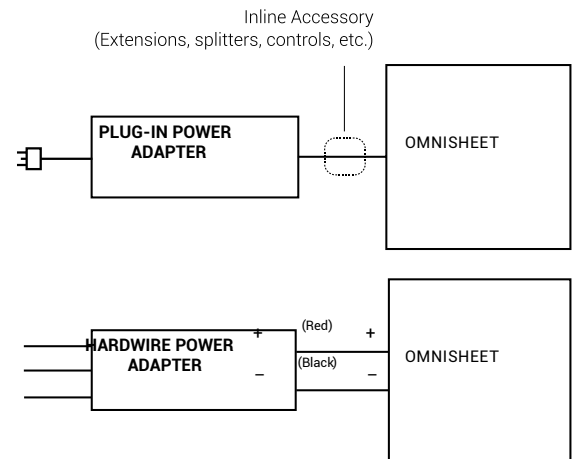 Inline Accessory
(Extensions, splitters, controls, etc.)
PLUG-IN POWER
ADAPTER
OMNISHEET
HARDWIRE POWER
ADAPTER
+ (Red) +
(Black)
– –
OMNISHEET